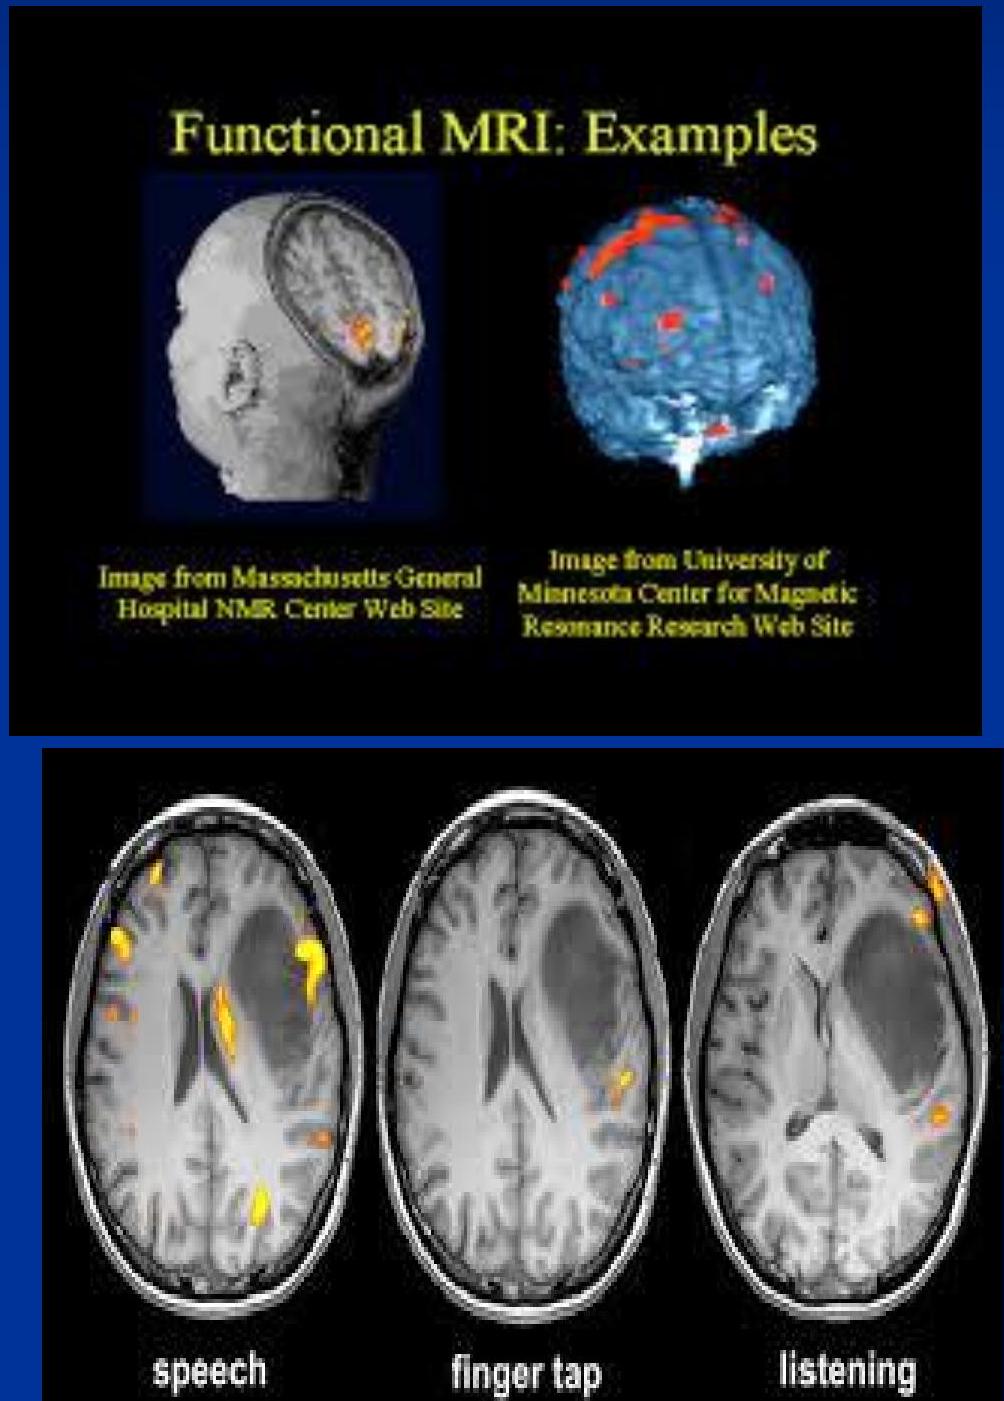 Functional MRI: Examples
Image from Massachusetts General
Hospital NMR Center Web Site
Image from University of
Minnesota Center for Magnetic
Resonance Research Web Site
speech
finger tap
listening